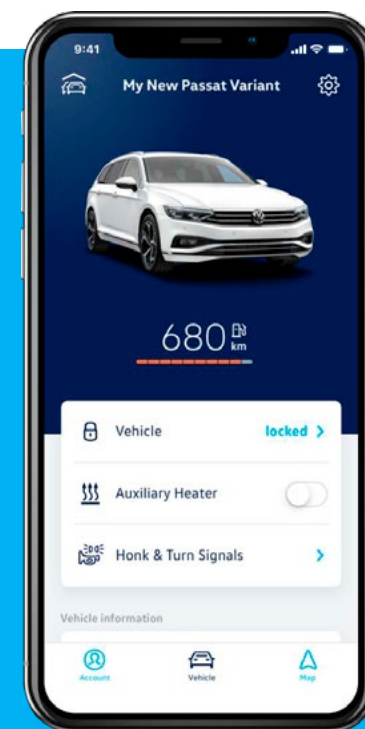 9:41
My New Passat Variant
680 km
Vehicle locked
Auxiliary Heater
Honk & Turn Signals
Vehicle information
Account Vehicle Map